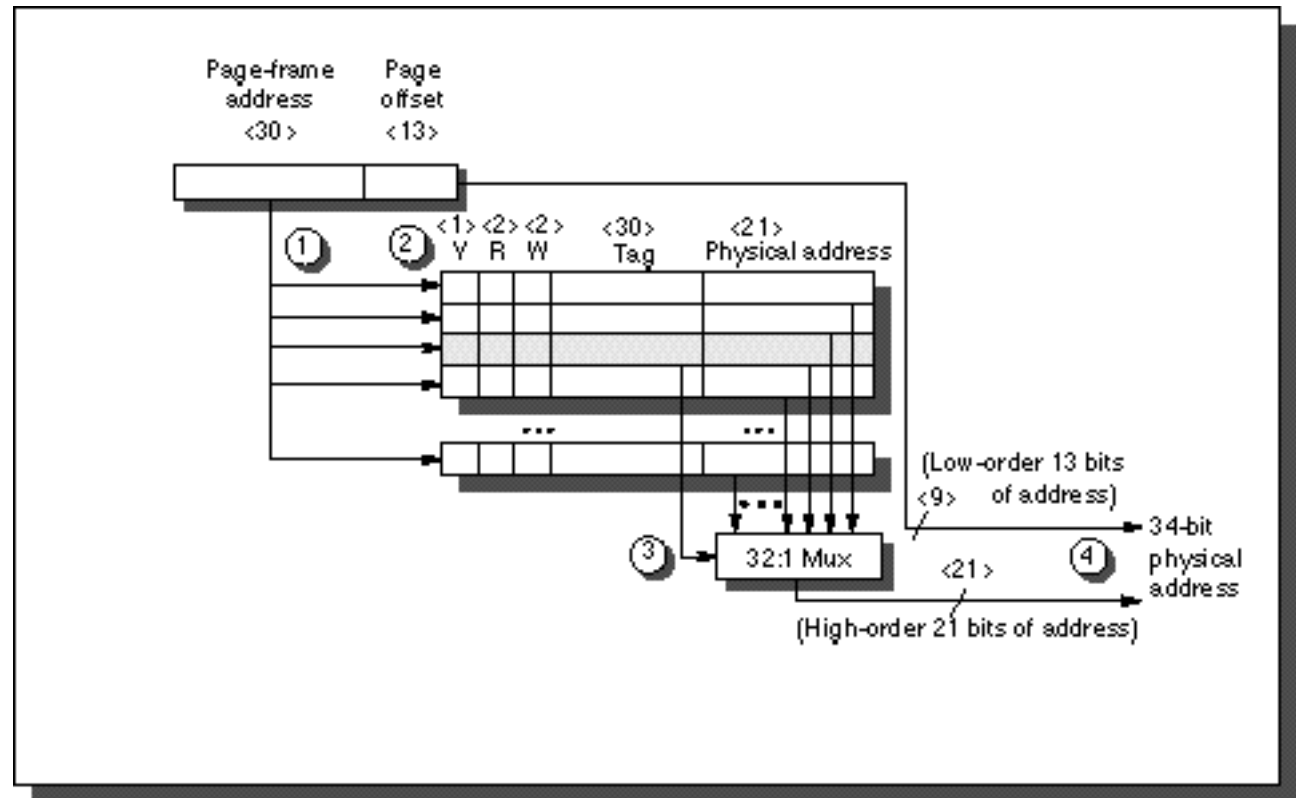 Page-frame
address
<30>
Page
offset
<13>
1
2
<1> <2> <2> <30> <21>
V R W Tag Physical address
...
...
(Low-order 13 bits
of address)
<9>
...
3
32:1 Mux
<21>
4
34-bit
physical
address
(High-order 21 bits of address)